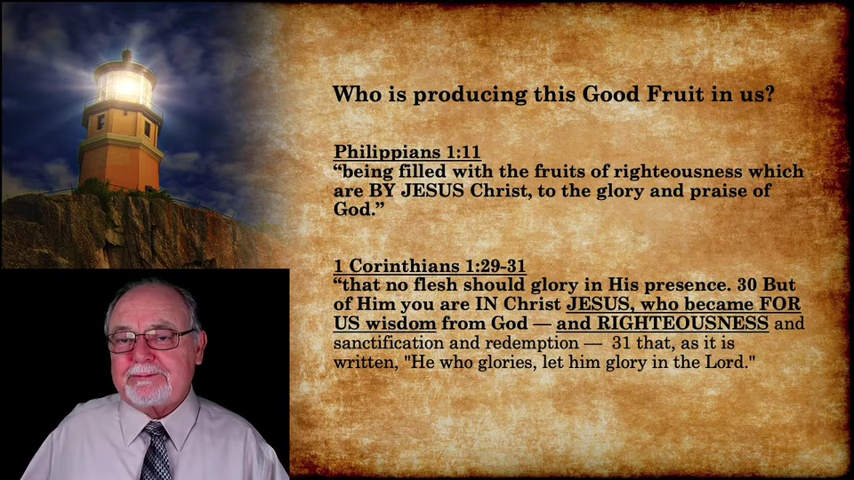 Who is producing this Good Fruit in us?
Philippians 1:11
“being filled with the fruits of righteousness which
are BY JESUS Christ, to the glory and praise of
God.”
1 Corinthians 1:29-31
“that no flesh should glory in His presence. 30 But
of Him you are IN Christ JESUS, who became FOR
US wisdom from God — and RIGHTEOUSNESS and
sanctification and redemption — 31 that, as it is
written, "He who glories, let him glory in the Lord."